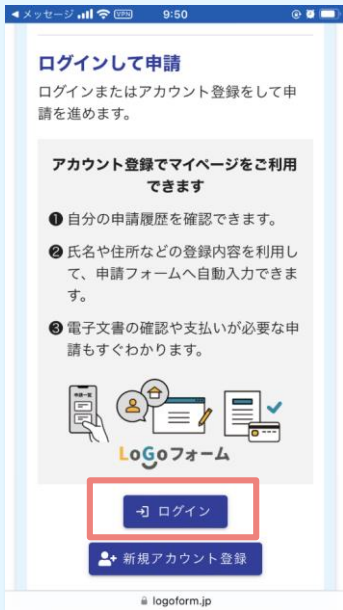 メッセージ VPN 9:50
ログインして申請
ログインまたはアカウント登録をして申
請を進めます。
アカウント登録でマイページをご利用
できます
❶ 自分の申請履歴を確認できます。
❷ 氏名や住所などの登録内容を利用し
て、申請フォームへ自動入力できま
す。
❸ 電子文書の確認や支払いが必要な申
請もすぐわかります。
申請一覧
LoGoフォーム
ログイン
新規アカウント登録
logoform.jp